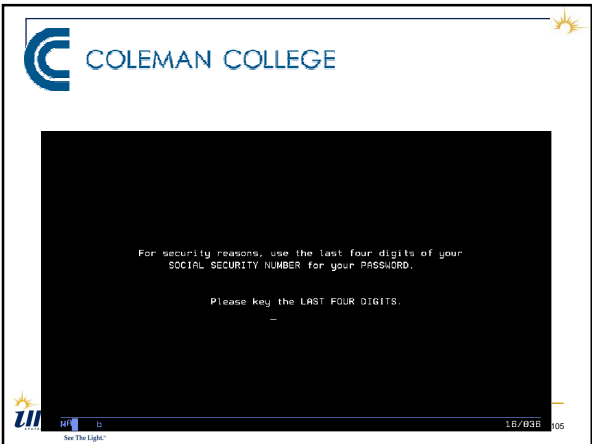 COLEMAN COLLEGE
For security reasons, use the last four digits of your
SOCIAL SECURITY NUMBER for your PASSWORD.
Please key the LAST FOUR DIGITS.
b
16/036
105
See The Light.™